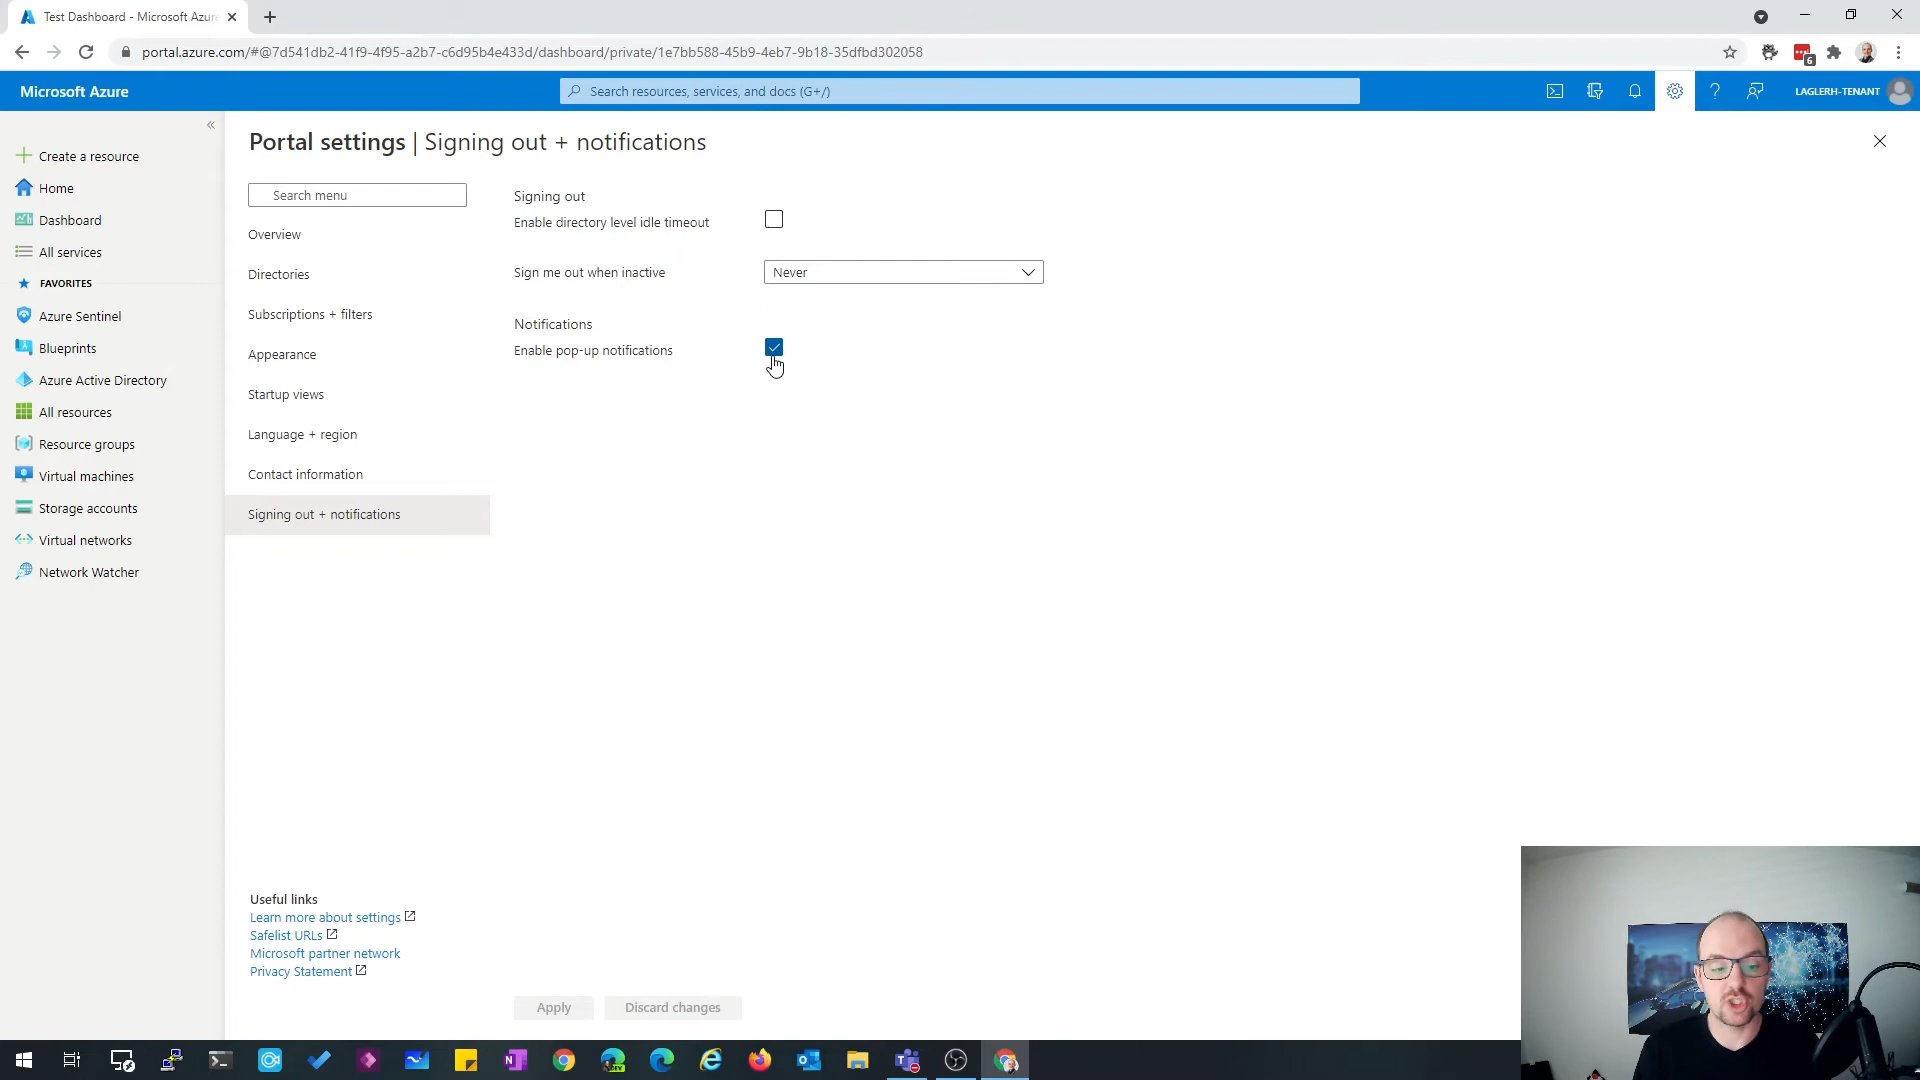 Test Dashboard - Microsoft Azur
portal.azure.com/#@7d541db2-41f9-4f95-a2b7-c6d95b4e433d/dashboard/private/1e7bb588-45b9-4eb7-9b18-35dfbd302058
6
Microsoft Azure
Search resources, services, and docs (G+/)
LAGLERH-TENANT
Portal settings | Signing out + notifications
Create a resource
Home
Dashboard
All services
FAVORITES
Azure Sentinel
Blueprints
Azure Active Directory
All resources
Resource groups
Virtual machines
Storage accounts
Virtual networks
Network Watcher
Search menu
Overview
Directories
Subscriptions + filters
Appearance
Startup views
Language + region
Contact information
Signing out + notifications
Signing out
Enable directory level idle timeout
Sign me out when inactive
Never
Notifications
Enable pop-up notifications
Useful links
Learn more about settings
Safelist URLs
Microsoft partner network
Privacy Statement
Apply
Discard changes
DEV